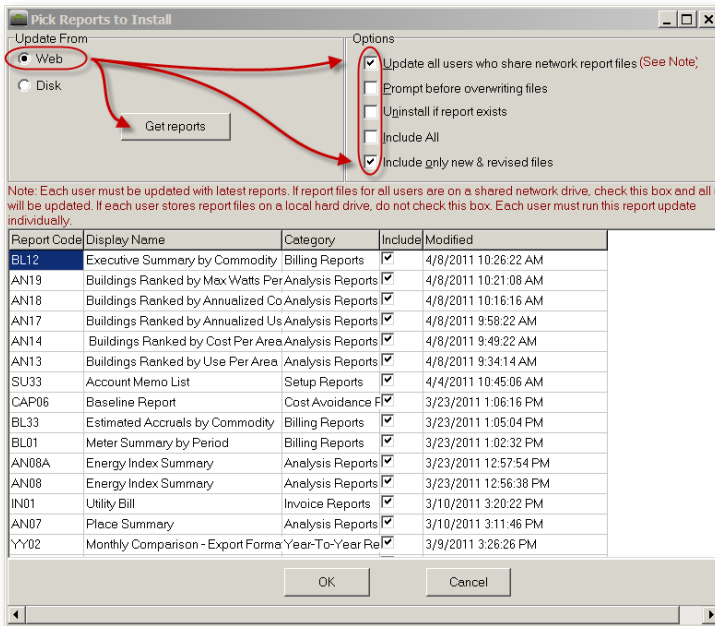 Pick Reports to Install
Update From
Web
Disk
Get reports
Options
Update all users who share network report files (See Note)
Prompt before overwriting files
Uninstall if report exists
Include All
Include only new & revised files
Note: Each user must be updated with latest reports. If report files for all users are on a shared network drive, check this box and all
will be updated. If each user stores report files on a local hard drive, do not check this box. Each user must run this report update
individually.
Report Code Display Name Category Include Modified
BL12 Executive Summary by Commodity Billing Reports 4/8/2011 10:26:22 AM
AN19 Buildings Ranked by Max Watts Per Analysis Reports 4/8/2011 10:21:08 AM
AN18 Buildings Ranked by Annualized Co Analysis Reports 4/8/2011 10:16:16 AM
AN17 Buildings Ranked by Annualized Us Analysis Reports 4/8/2011 9:58:22 AM
AN14 Buildings Ranked by Cost Per Area Analysis Reports 4/8/2011 9:49:22 AM
AN13 Buildings Ranked by Use Per Area Analysis Reports 4/8/2011 9:34:14 AM
SU33 Account Memo List Setup Reports 4/4/2011 10:45:06 AM
CAP06 Baseline Report Cost Avoidance 3/23/2011 1:06:16 PM
BL33 Estimated Accruals by Commodity Billing Reports 3/23/2011 1:05:04 PM
BL01 Meter Summary by Period Billing Reports 3/23/2011 1:02:32 PM
AN08A Energy Index Summary Analysis Reports 3/23/2011 12:57:54 PM
AN08 Energy Index Summary Analysis Reports 3/23/2011 12:56:38 PM
IN01 Utility Bill Invoice Reports 3/10/2011 3:20:22 PM
AN07 Place Summary Analysis Reports 3/10/2011 3:11:46 PM
YY02 Monthly Comparison - Export Forma Year-To-Year Re 3/9/2011 3:26:26 PM
OK
Cancel